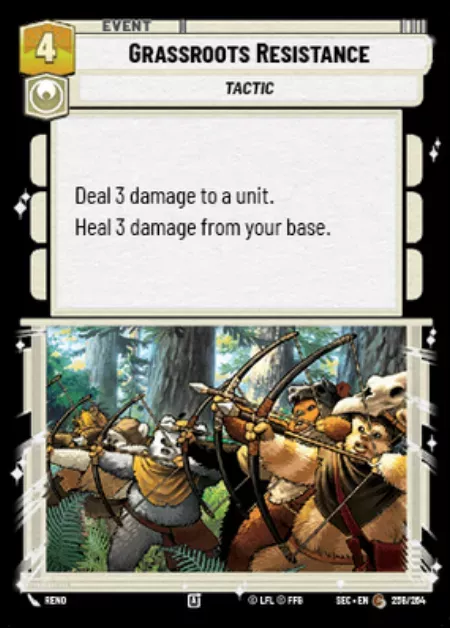 EVENT
4
GRASSROOTS RESISTANCE
TACTIC
Deal 3 damage to a unit.
Heal 3 damage from your base.
RENO
A
© LFL © FFG
SEC • EN